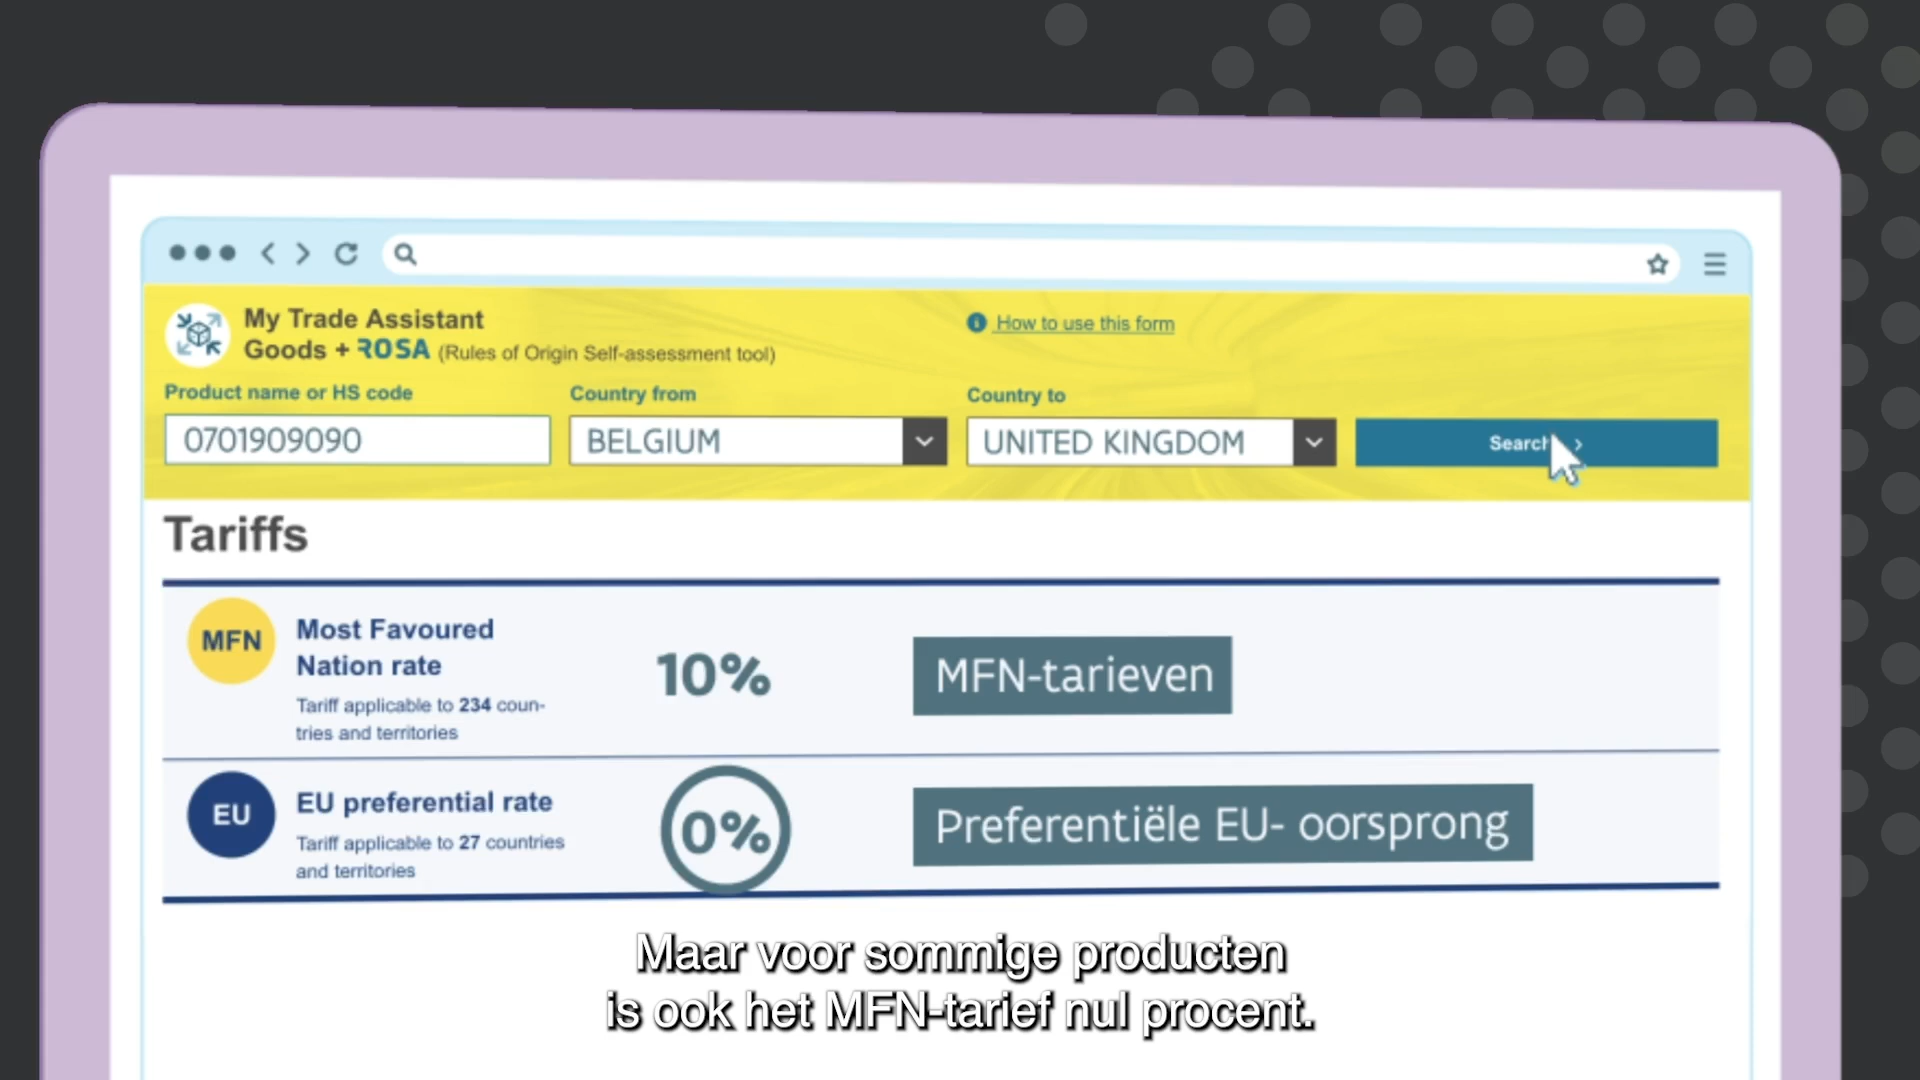 My Trade Assistant
Goods + ROSA (Rules of Origin Self-assessment tool)
How to use this form
Product name or HS code
Country from
Country to
0701909090
BELGIUM
UNITED KINGDOM
Search
Tariffs
MFN
Most Favoured
Nation rate
Tariff applicable to 234 coun-
tries and territories
10%
MFN-tarieven
EU
EU preferential rate
Tariff applicable to 27 countries
and territories
0%
Preferentiële EU- oorsprong
Maar voor sommige producten
is ook het MFN-tarief nul procent.